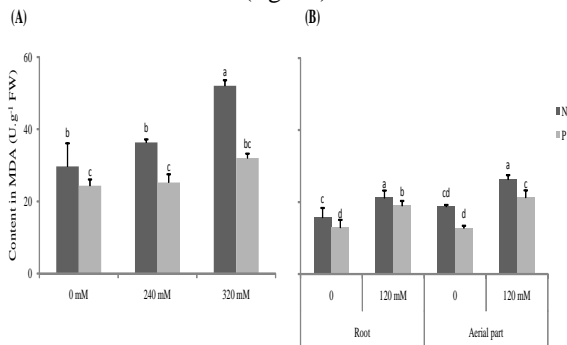 (A)
(B)
Content in MDA (U.g-1 FW)
60
40
20
0
b
c
b
c
a
bc
0 mM
240 mM
320 mM
c
d
a
b
cd
d
a
c
0
120 mM
0
120 mM
Root
Aerial part
N
P